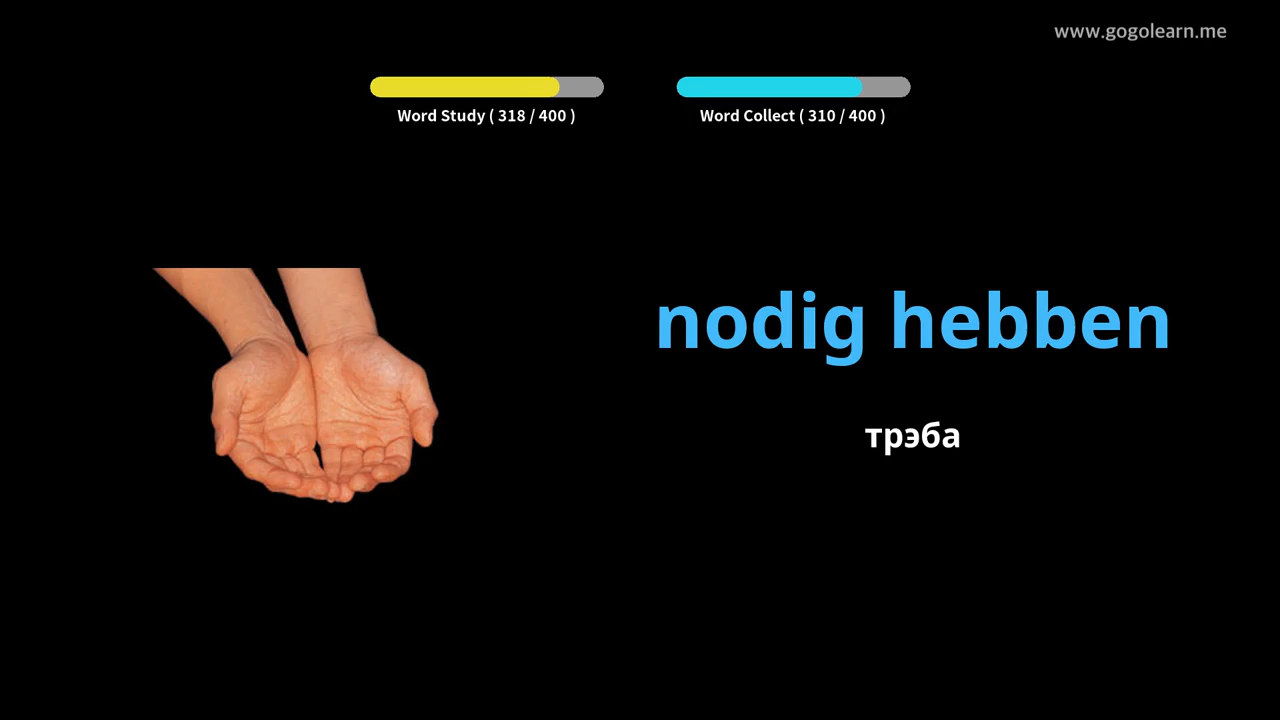 www.gogolearn.me
Word Study ( 318 / 400 )
Word Collect ( 310 / 400 )
nodig hebben
трэба